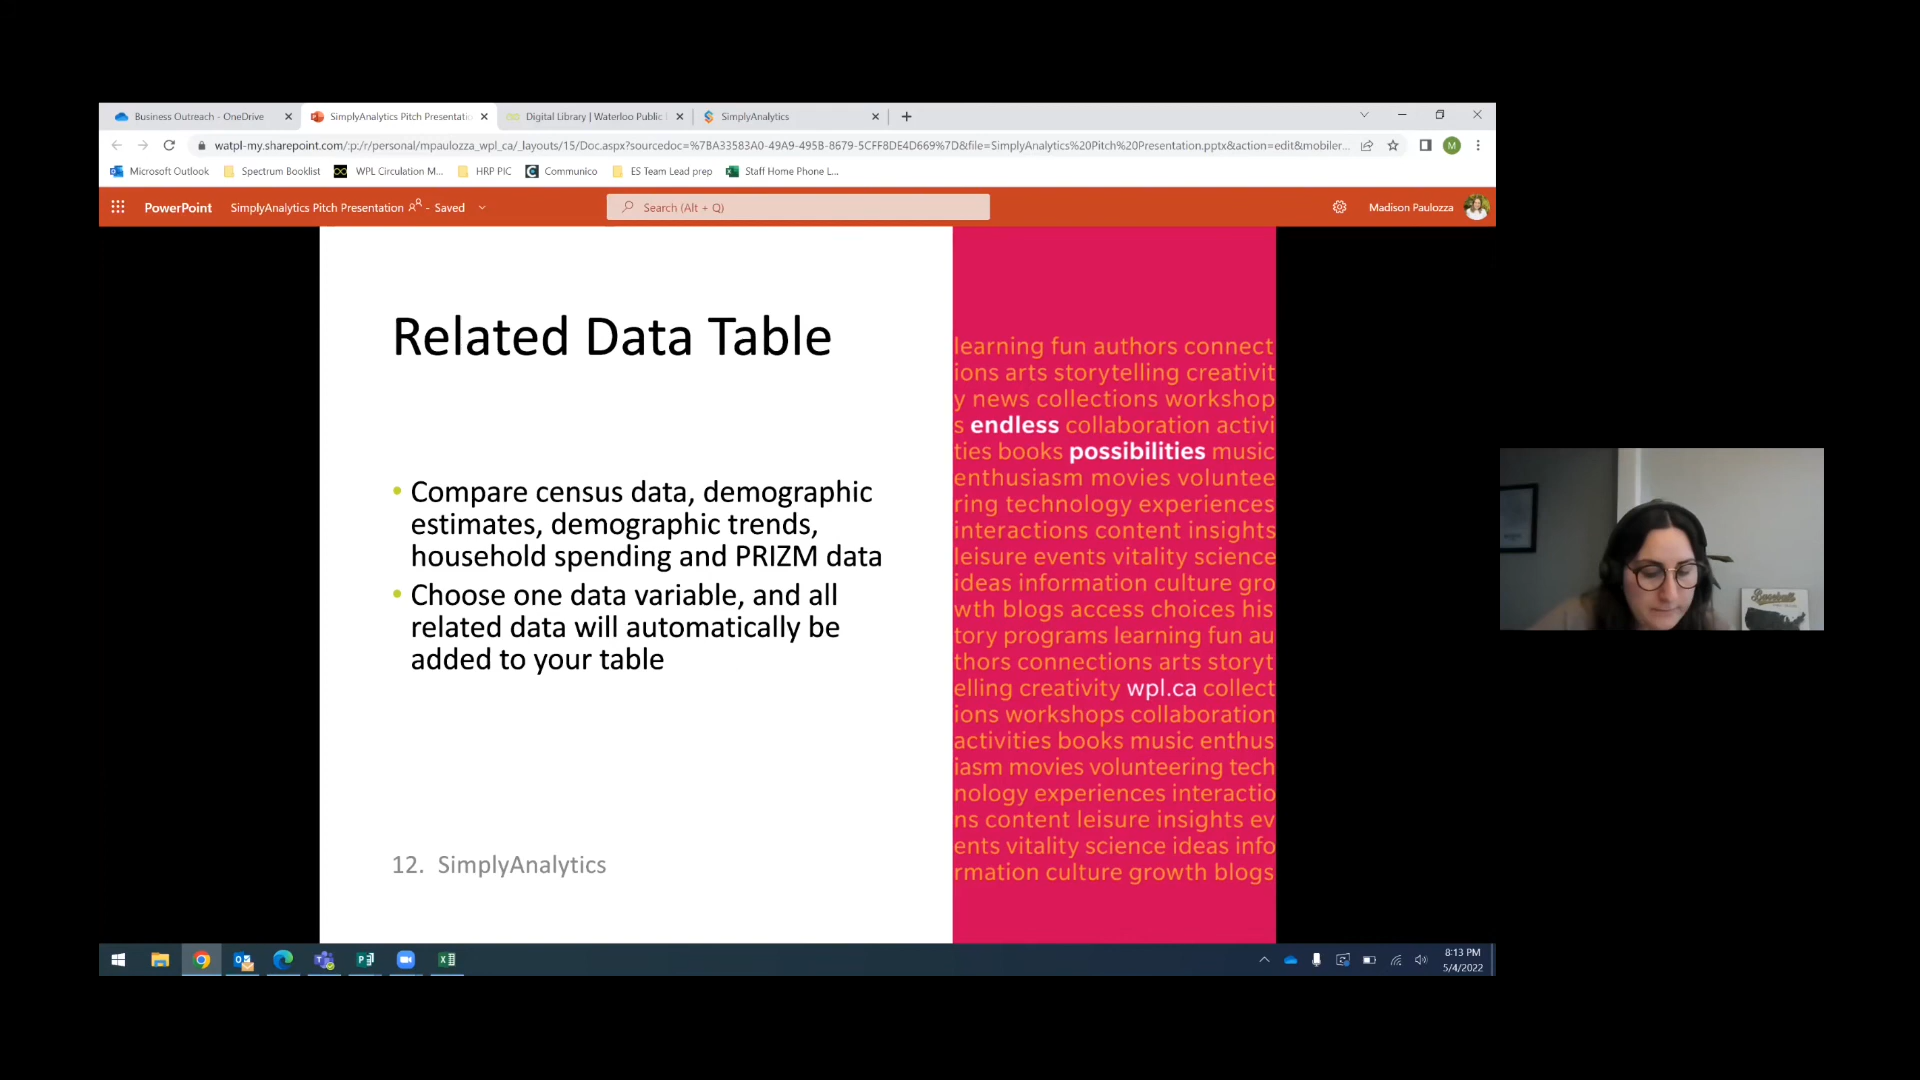 Business Outreach - OneDrive
SimplyAnalytics Pitch Presentatio
Digital Library | Waterloo Public
SimplyAnalytics
watpl-my.sharepoint.com/:p:/r/personal/mpaulozza_wpl_ca/_layouts/15/Doc.aspx?sourcedoc=%7BA33583A0-49A9-495B-8679-5CFF8DE4D669%7D&file=SimplyAnalytics%20Pitch%20Presentation.pptx&action=edit&mobiler...
M
Microsoft Outlook
Spectrum Booklist
WPL Circulation M...
HRP PIC
Communico
ES Team Lead prep
Staff Home Phone L...
PowerPoint
SimplyAnalytics Pitch Presentation - Saved
Search (Alt + Q)
Madison Paulozza
Related Data Table
• Compare census data, demographic
estimates, demographic trends,
household spending and PRIZM data
• Choose one data variable, and all
related data will automatically be
added to your table
12. SimplyAnalytics
learning fun authors connect
ions arts storytelling creativit
y news collections workshop
s endless collaboration activi
ties books possibilities music
enthusiasm movies voluntee
ring technology experiences
interactions content insights
leisure events vitality science
ideas information culture gro
wth blogs access choices his
tory programs learning fun au
thors connections arts storyt
elling creativity wpl.ca collect
ions workshops collaboration
activities books music enthus
iasm movies volunteering tech
nology experiences interactio
ns content leisure insights ev
ents vitality science ideas info
rmation culture growth blogs
Baseball
8:13 PM
5/4/2022